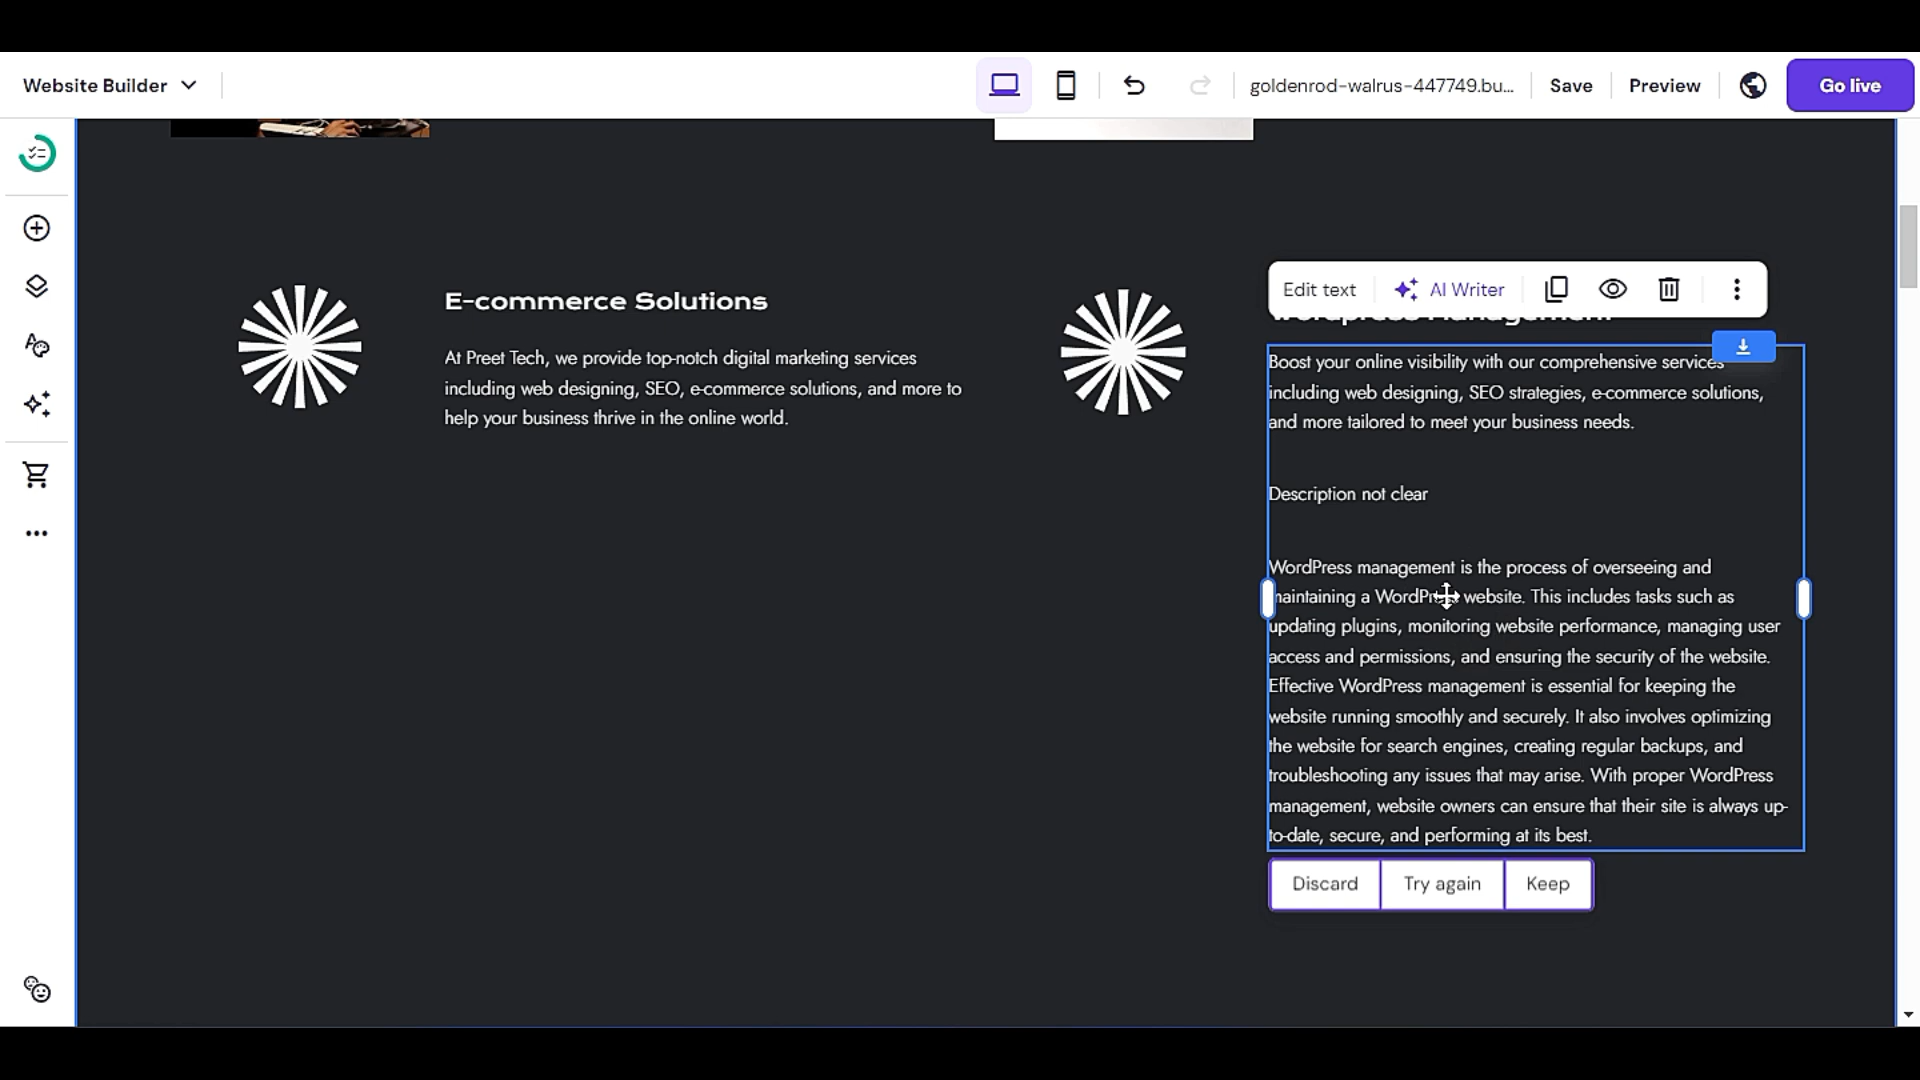 Website Builder
goldenrod-walrus-447749.bu...
Save
Preview
Go live
E-commerce Solutions
At Preet Tech, we provide top-notch digital marketing services
including web designing, SEO, e-commerce solutions, and more to
help your business thrive in the online world.
Edit text
AI Writer
Wordpress Management
Boost your online visibility with our comprehensive services
including web designing, SEO strategies, e-commerce solutions,
and more tailored to meet your business needs.
Description not clear
WordPress management is the process of overseeing and
maintaining a WordPress website. This includes tasks such as
updating plugins, monitoring website performance, managing user
access and permissions, and ensuring the security of the website.
Effective WordPress management is essential for keeping the
website running smoothly and securely. It also involves optimizing
the website for search engines, creating regular backups, and
troubleshooting any issues that may arise. With proper WordPress
management, website owners can ensure that their site is always up-
to-date, secure, and performing at its best.
Discard
Try again
Keep